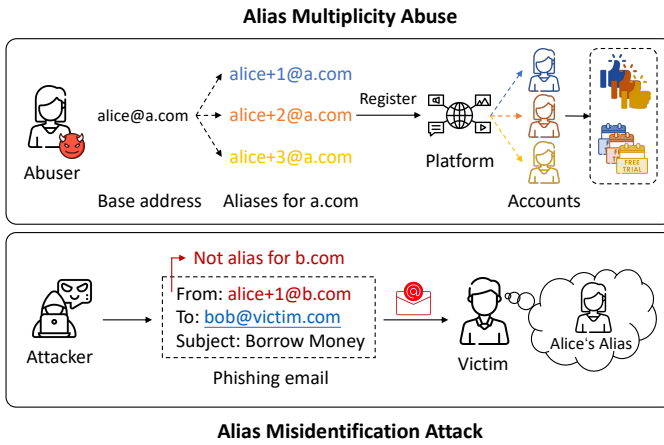 Alias Multiplicity Abuse
alice+1@a.com
alice@a.com
alice+2@a.com
Register
alice+3@a.com
Abuser
Platform
FREE
TRIAL
Base address
Aliases for a.com
Accounts
Not alias for b.com
From: alice+1@b.com
To: bob@victim.com
Subject: Borrow Money
@
Attacker
Phishing email
Victim
Alice's Alias
Alias Misidentification Attack